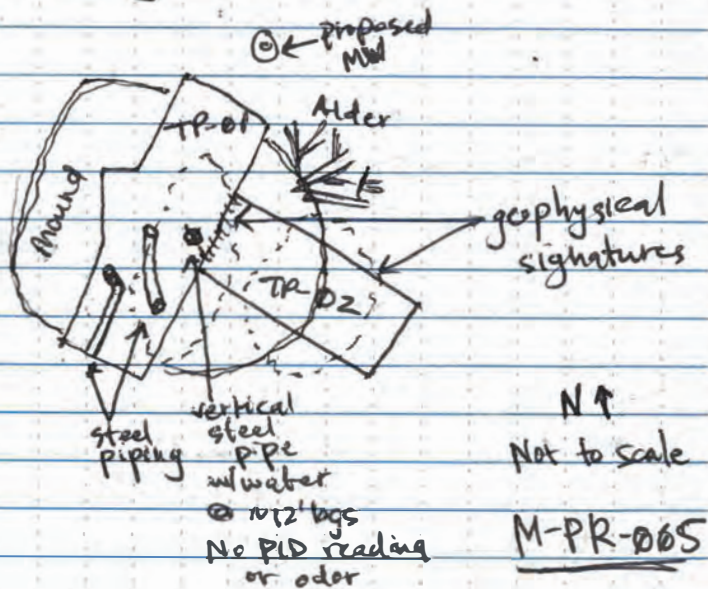 proposed
MW
TP-01
Alder
Mound
geophysical
signatures
TP-02
steel
piping
vertical
steel
pipe
w/water
@ ~12' bgs
No PID reading
or odor
N ↑
Not to scale
M-PR-065